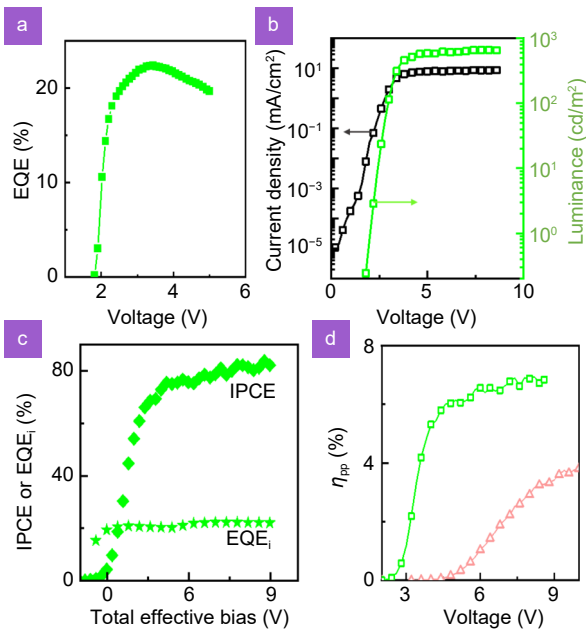 a
EQE (%)
20
10
0
0
2
4
6
Voltage (V)
b
Current density (mA/cm²)
10¹
10⁻¹
10⁻³
10⁻⁵
10³
10²
10¹
10⁰
Luminance (cd/m²)
0
5
10
Voltage (V)
c
IPCE or EQEᵢ (%)
80
40
20
0
IPCE
EQEᵢ
0
9
Total effective bias (V)
d
ηₚₚ (%)
8
4
0
3
6
9
Voltage (V)